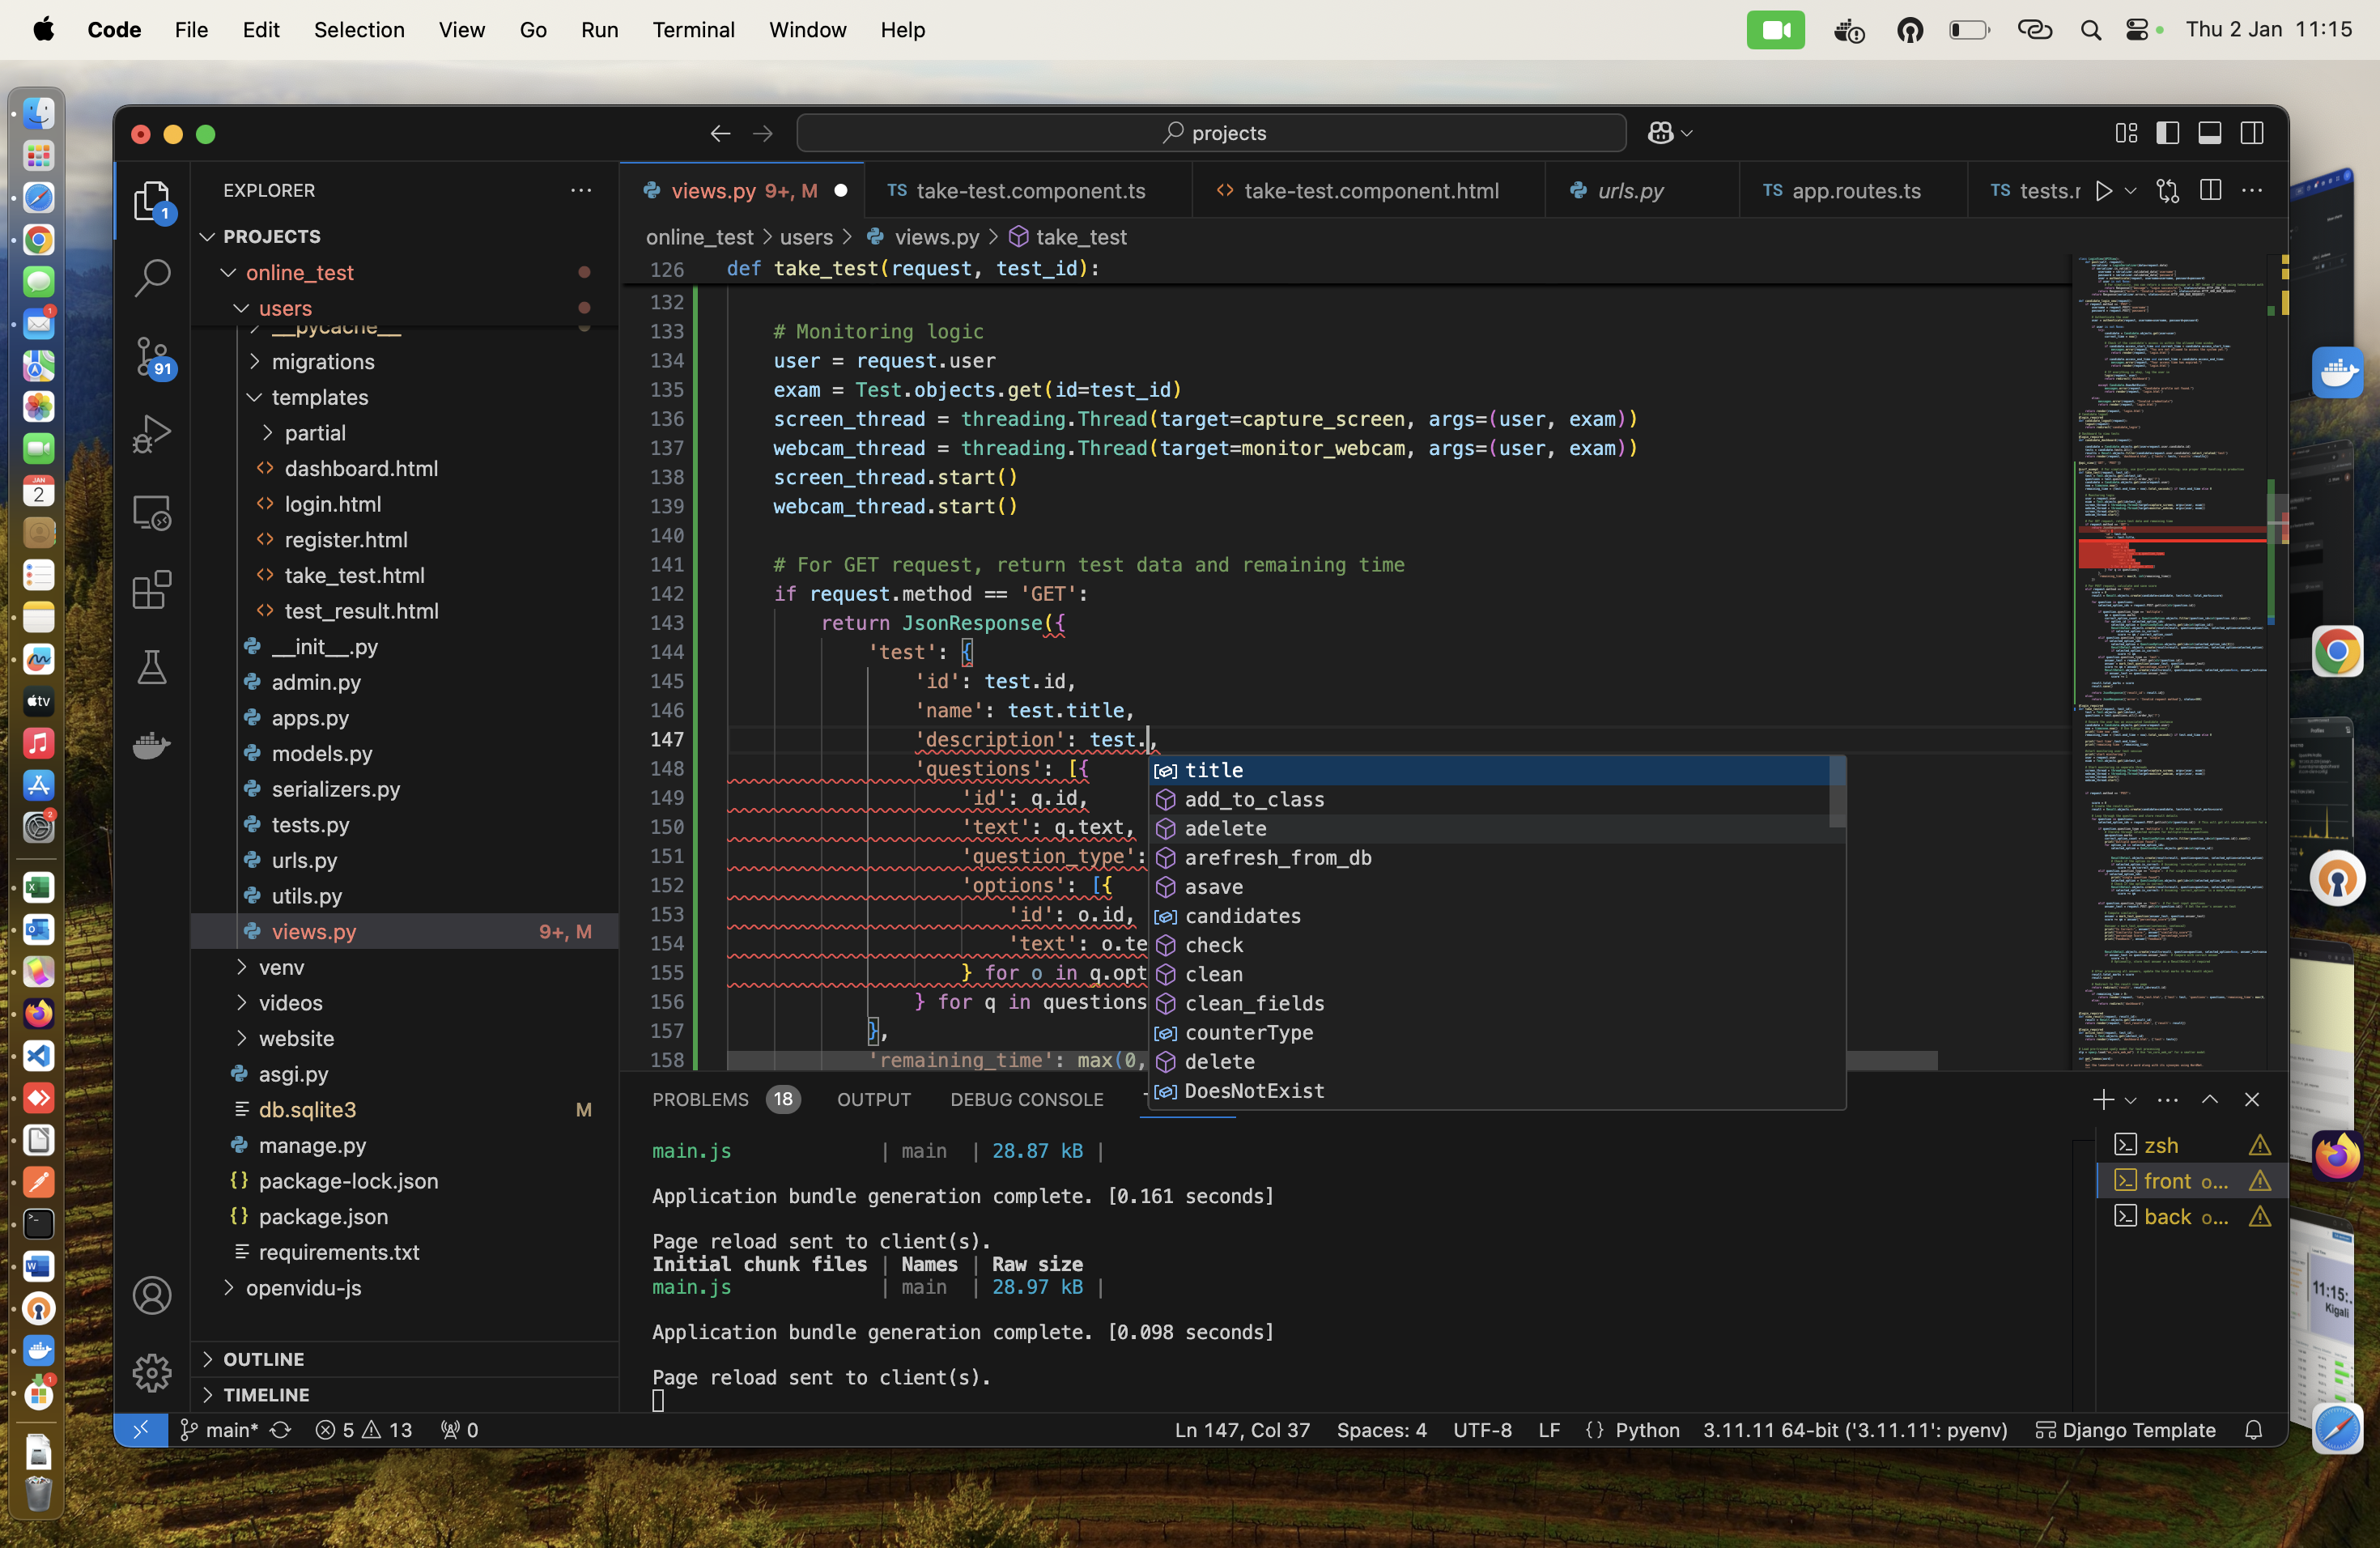 Code File Edit Selection View Go Run Terminal Window Help Thu 2 Jan 11:15
projects
EXPLORER
PROJECTS
online_test
users
__pycache__
migrations
templates
partial
dashboard.html
login.html
register.html
take_test.html
test_result.html
__init__.py
admin.py
apps.py
models.py
serializers.py
tests.py
urls.py
utils.py
views.py 9+, M
venv
videos
website
asgi.py
db.sqlite3 M
manage.py
package-lock.json
package.json
requirements.txt
openvidu-js
OUTLINE
TIMELINE
1
91
views.py 9+, M
take-test.component.ts
take-test.component.html
urls.py
app.routes.ts
online_test > users > views.py > take_test
126 def take_test(request, test_id):
132
133 # Monitoring logic
134 user = request.user
135 exam = Test.objects.get(id=test_id)
136 screen_thread = threading.Thread(target=capture_screen, args=(user, exam))
137 webcam_thread = threading.Thread(target=monitor_webcam, args=(user, exam))
138 screen_thread.start()
139 webcam_thread.start()
140
141 # For GET request, return test data and remaining time
142 if request.method == 'GET':
143 return JsonResponse({
144 'test': {
145 'id': test.id,
146 'name': test.title,
147 'description': test.,
148 'questions': [{
149 'id': q.id,
150 'text': q.text,
151 'question_type':
152 'options': [{
153 'id': o.id,
154 'text': o.te
155 } for o in q.opt
156 } for q in questions
157 },
158 'remaining_time': max(0,
title
add_to_class
adelete
arefresh_from_db
asave
candidates
check
clean
clean_fields
counterType
delete
DoesNotExist
PROBLEMS 18 OUTPUT DEBUG CONSOLE
main.js | main | 28.87 kB |
Application bundle generation complete. [0.161 seconds]
Page reload sent to client(s).
Initial chunk files | Names | Raw size
main.js | main | 28.97 kB |
Application bundle generation complete. [0.098 seconds]
Page reload sent to client(s).
zsh
front o...
back o...
main* 5 13 0 Ln 147, Col 37 Spaces: 4 UTF-8 LF {} Python 3.11.11 64-bit ('3.11.11': pyenv) Django Template
11:15:
Kigali
JAN
2
tv